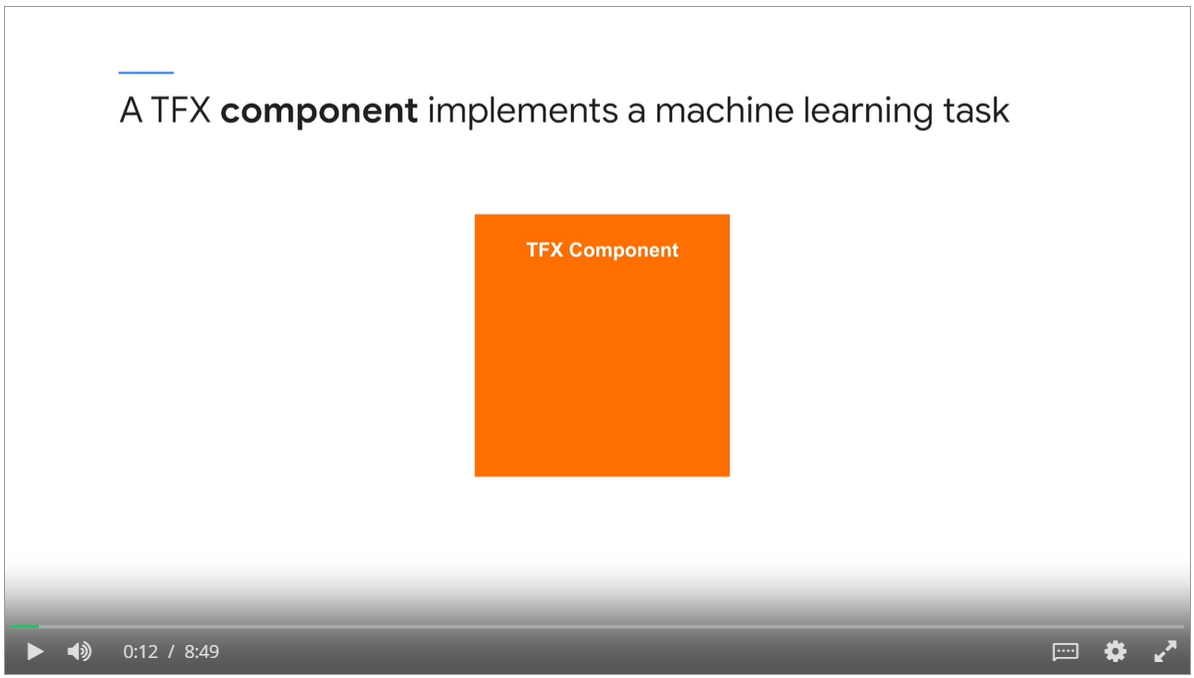 A TFX component implements a machine learning task
TFX Component
0:12 / 8:49